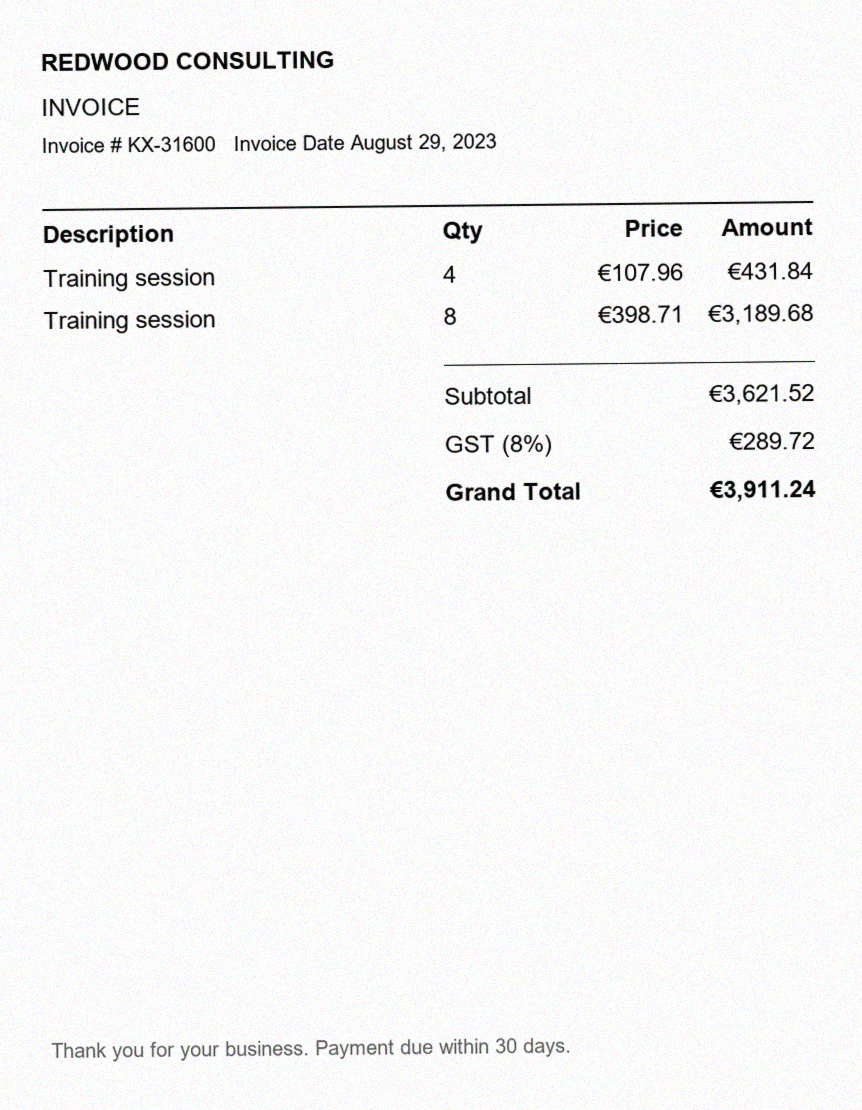 REDWOOD CONSULTING
INVOICE
Invoice # KX-31600 Invoice Date August 29, 2023
Description Qty Price Amount
Training session 4 €107.96 €431.84
Training session 8 €398.71 €3,189.68
Subtotal €3,621.52
GST (8%) €289.72
Grand Total €3,911.24
Thank you for your business. Payment due within 30 days.